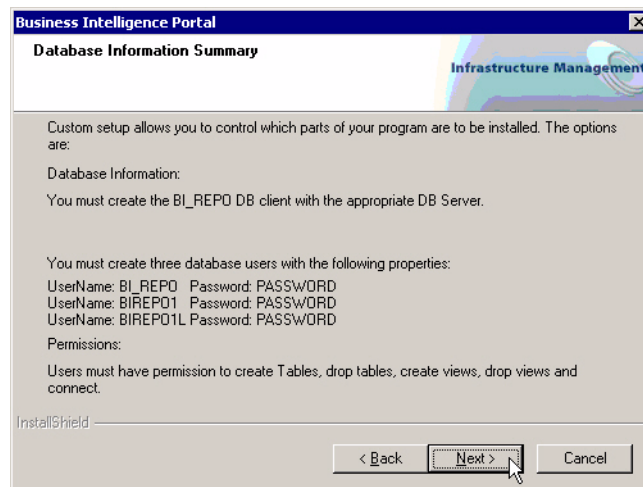 Business Intelligence Portal
Database Information Summary
Infrastructure Management
Custom setup allows you to control which parts of your program are to be installed. The options
are:
Database Information:
You must create the BI_REPO DB client with the appropriate DB Server.
You must create three database users with the following properties:
UserName: BI_REPO Password: PASSWORD
UserName: BIREPO1 Password: PASSWORD
UserName: BIREPO1L Password: PASSWORD
Permissions:
Users must have permission to create Tables, drop tables, create views, drop views and
connect.
InstallShield
< Back Next > Cancel